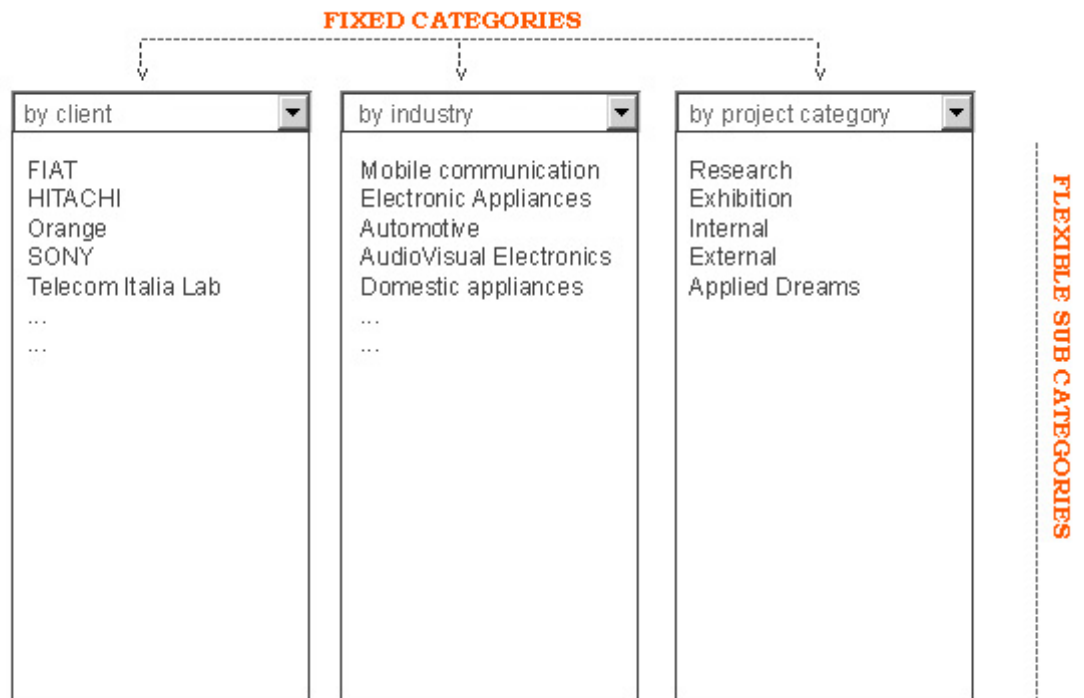 FIXED CATEGORIES
by client
FIAT
HITACHI
Orange
SONY
Telecom Italia Lab
...
...
by industry
Mobile communication
Electronic Appliances
Automotive
AudioVisual Electronics
Domestic appliances
...
...
by project category
Research
Exhibition
Internal
External
Applied Dreams
FLEXIBLE SUB CATEGORIES